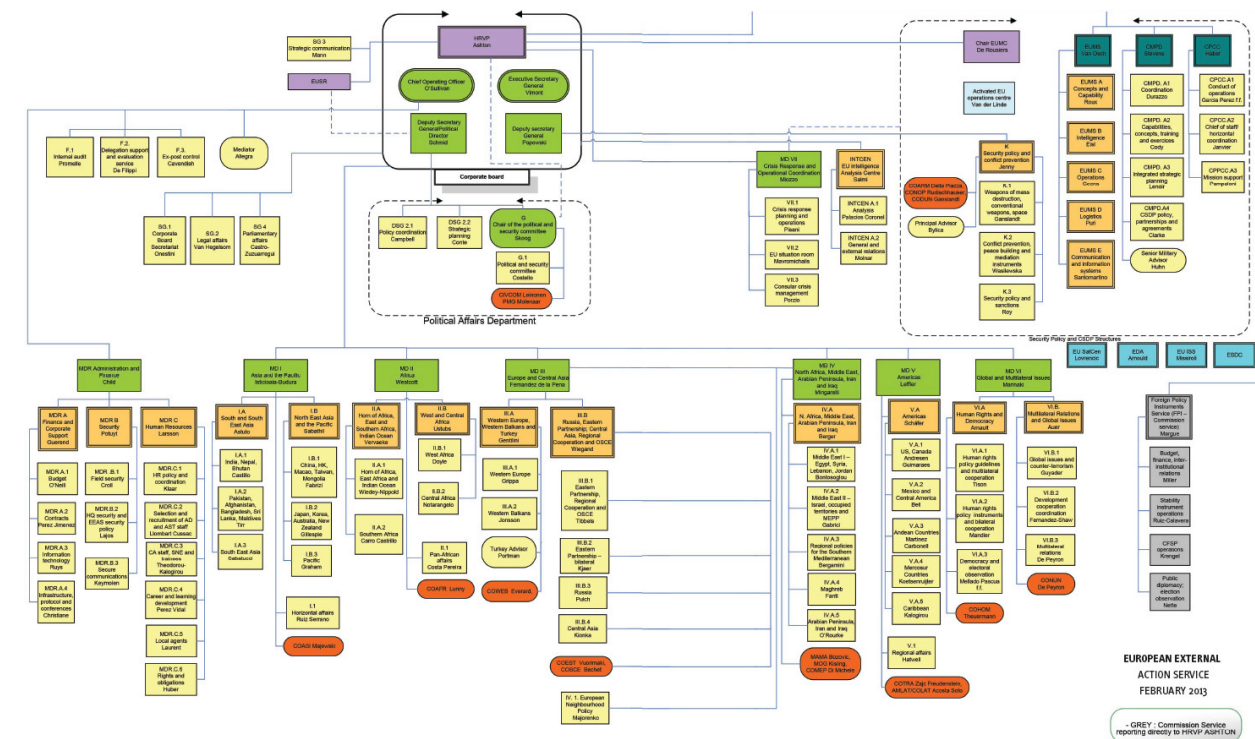 SG 3
Strategic communication
Mann
EUSR
HRVP
Ashton
Chief Operating Officer
O'Sullivan
Executive Secretary
General
Vimont
Deputy Secretary
General/Political
Director
Schmid
Deputy secretary
General
Popowski
Corporate board
F.1
Internal audit
Promelle
F.2.
Delegation support
and evaluation
service
De Filippi
F.3.
Ex-post control
Cavendish
Mediator
Allegra
SG.1
Corporate
Board
Secretariat
Onestini
SG.2
Legal affairs
Van Hegelsom
SG 4
Parliamentary
affairs
Castro-
DSG 2.1
Policy coordination
Campbell
DSG 2.2
Strategic
planning
Conte
G
Chair of the political and
security committee
Skoog
G.1
Political and security
committee
Costello
CIVCOM
PMG
Political Affairs Department
MD VII
Crisis Response and
Operational Coordination
Miozzo
VII.1
Crisis response
planning and
operations
Pisani
VII.2
EU situation room
Mavromichalis
VII.3
Consular crisis
management
Porzio
INTCEN
EU Intelligence
Analysis Centre
Salmi
INTCEN A.1
Analysis
Palacios Coronel
INTCEN A.2
General and
external relations
Molnar
Chair EUMC
De Rousiers
Activated EU
operations centre
Van der Linde
K
Security policy and
conflict prevention
Jenny
COARM Della Piazza,
CONOP
CODUN Ganslandt
Principal Advisor
Bylica
K.1
Weapons of mass
destruction,
conventional
weapons, space
Ganslandt
K.2
Conflict prevention,
peace building and
mediation
instruments
Wasilewska
K.3
Security policy and
sanctions
Roy
EUMS
Van Osch
EUMS A
Concepts and
Capability
Roux
EUMS B
Intelligence
Eisl
EUMS C
Operations
EUMS D
Logistics
Puri
EUMS E
Communication and
information
systems
Santomartino
CMPD
Stevens
CMPD. A1
Coordination
Durazzo
CMPD. A2
Capabilities,
concepts, training
and exercises
Cody
CMPD. A3
Integrated
strategic planning
Lenoir
CMPD.A4
CSDP policy,
partnerships and
agreements
Clarke
Senior Military
Advisor
Huhn
CPCC
Haber
CPCC.A1
Conduct of
operations
Garcia Perez f.f.
CPCC.A2
Chief of staff
horizontal
coordination
Janvier
CPPCC.A3
Mission support
Pampaloni
Security Policy and CSDP Structures
EU SatCen
Lovrencic
EDA
Arnould
EU ISS
Missiroli
ESDC
MDR Administration and
Finance
Child
MDR A
Finance and
Corporate
Support
Guerend
MDR.A.1
Budget
O'Neill
MDR.A.2
Contracts
Perez Jimenez
MDR.A.3
Information
technology
Ruys
MDR.A.4
Infrastructure,
protocol and
conferences
Christiane
MDR B
Security
Potuyt
MDR .B.1
Field security
Croll
MDR.B.2
HQ security and
EEAS security
policy
Lajos
MDR.B.3
Secure
communications
Keymolen
MDR C
Human Resources
Larsson
MDR.C.1
HR policy and
coordination
Klaar
MDR.C.2
Selection and
recruitment of AD
and AST staff
Llombart Cussac
MDR.C.3
CA staff, SNE and
trainees
Theodorou-
Kalogirou
MDR.C.4
Career and learning
development
Perez Vidal
MDR.C.5
Local agents
Laurent
MDR.C.6
Rights and
obligations
Huber
MD I
Asia and the Pacific
Isticioaia-Budura
I.A
South and South
East Asia
Astuto
I.A.1
India, Nepal,
Bhutan
Castillo
I.A.2
Pakistan,
Afghanistan,
Bangladesh, Sri
Lanka, Maldives
Tirr
I.A.3
South East Asia
Sabatucci
I.B
North East Asia
and the Pacific
Sabathil
I.B.1
China, HK,
Macao, Taiwan,
Mongolia
Fabrizi
I.B.2
Japan, Korea,
Australia, New
Zealand
Gillespie
I.B.3
Pacific
Graham
I.1
Horizontal affairs
Ruiz Serrano
COASI Majewski
MD II
Africa
Westcott
II.A
Horn of Africa,
East and
Southern Africa,
Indian Ocean
Vervaeke
II.A.1
Horn of Africa,
East Africa and
Indian Ocean
Wiedey-Nippold
II.A.2
Southern Africa
Carro Castrillo
II.B
West and Central
Africa
Ustubs
II.B.1
West Africa
Doyle
II.B.2
Central Africa
Notarangelo
II.1
Pan-African
affairs
Costa Pereira
COAFR Lunny
MD III
Europe and Central Asia
Fernandez de la Pena
III.A
Western Europe,
Western Balkans
and Turkey
Gentilini
III.A.1
Western Europe
Grippa
III.A.2
Western Balkans
Jonsson
Turkey Advisor
Portman
COWEB Everard,
III.B
Russia, Eastern
Partnership; Central
Asia, Regional
Cooperation and OSCE
Wiegand
III.B.1
Eastern
Partnership,
Regional
Cooperation and
OSCE
Tibbels
III.B.2
Eastern
Partnership –
bilateral
Kjaer
III.B.3
Russia
Pulch
III.B.4
Central Asia
Kionka
COEST Vuorimaki,
COSCE Bechet
IV. 1. European
Neighbourhood
Policy
Majorenko
MD IV
North Africa, Middle East,
Arabian Peninsula, Iran
and Iraq
Mingarelli
IV.A
N. Africa, Middle East,
Arabian Peninsula, Iran
and Iraq
Berger
IV.A.1
Middle East I –
Egypt, Syria,
Lebanon, Jordan
Bontosoglou
IV.A.2
Middle East II –
Israel, occupied
territories and
MEPP
Gabrici
IV.A.3
Regional policies
for the Southern
Mediterranean
Bergamini
IV.A.4
Maghreb
Fanti
IV.A.5
Arabian Peninsula,
Iran and Iraq
O'Rourke
MAMA Bozovic,
MOG Kissing,
COMEP Di Michele
MD V
Americas
Leffler
V.A
Americas
Schäfer
V.A.1
US, Canada
Andresen
Guimaraes
V.A.2
Mexico and
Central America
Bell
V.A.3
Andean Countries
Martinez
Carbonell
V.A.4
Mercosur
Countries
Koetsenruijter
V.A.5
Caribbean
Kalogirou
V.1
Regional affairs
Hatwell
COTRA Zajc Freudenstein,
AMLAT/COLAT Acosta Soto
MD VI
Global and Multilateral Issues
Marinaki
VI.A
Human Rights and
Democracy
Arnault
VI.A.1
Human rights
policy guidelines and
multilateral cooperation
Tison
VI.A.2
Human rights
policy instruments and
bilateral cooperation
Mandler
VI.A.3
Democracy and
electoral
observation
Mellado Pascua
f.f.
COHOM
Theuermann
VI.B.
Multilateral Relations
and Global Issues
Auer
VI.B.1
Global issues and
counter-terrorism
Guyader
VI.B.2
Development
cooperation coordination
Fernandez-Shaw
VI.B.3
Multilateral
relations
De Peyron
CONUN
De Peyron
Foreign Policy
Instruments
Service (FPI –
Commission
service)
Margue
Budget,
finance, inter-
institutional
relations
Miller
Stability
instrument
operations
Ruiz-Calavera
CFSP
operations
Krengel
Public
diplomacy;
election
observation
Nette
EUROPEAN EXTERNAL
ACTION SERVICE
FEBRUARY 2013
- GREY : Commission Service
reporting directly to HRVP ASHTON